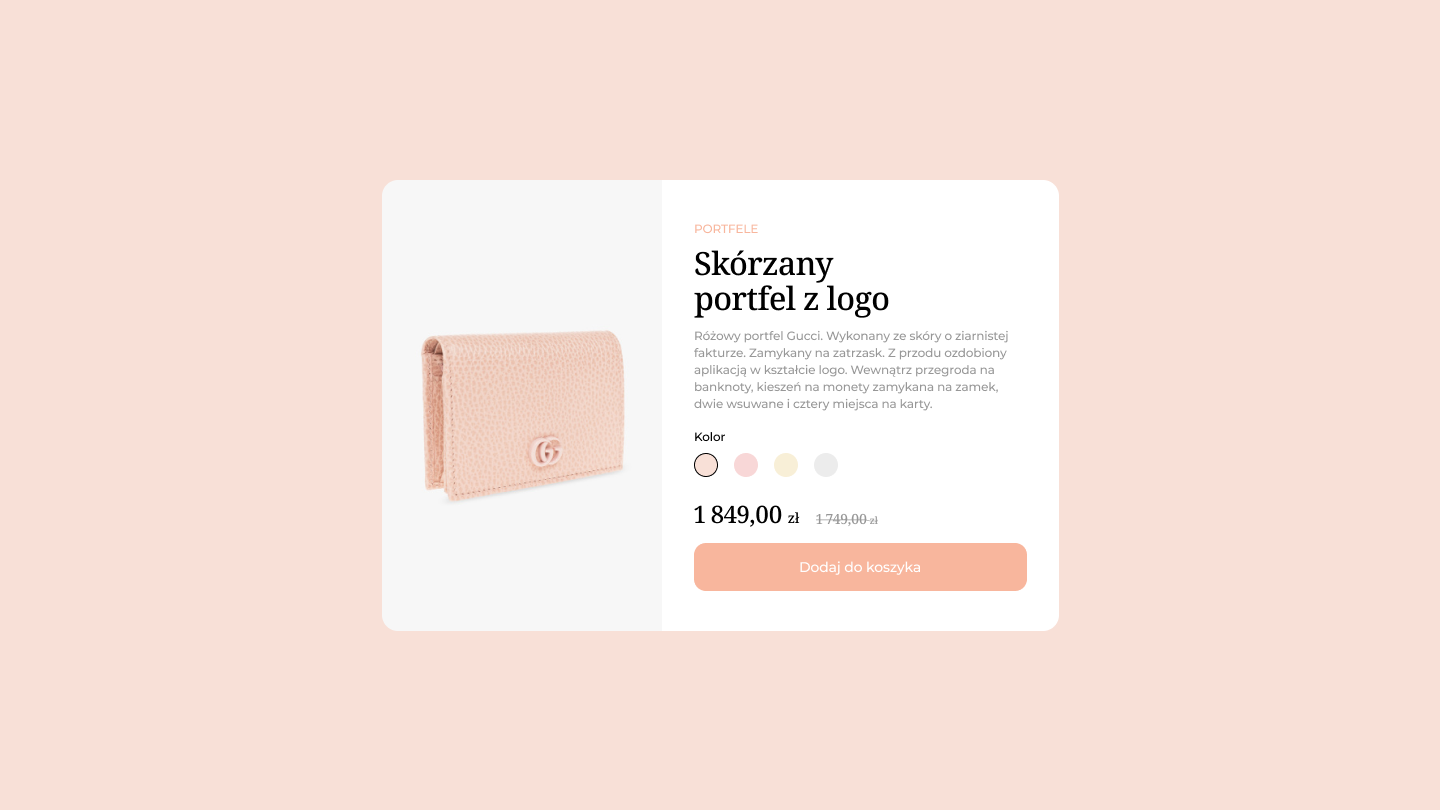 PORTFELE
Skórzany
portfel z logo
Różowy portfel Gucci. Wykonany ze skóry o ziarnistej
fakturze. Zamykany na zatrzask. Z przodu ozdobiony
aplikacją w kształcie logo. Wewnątrz przegroda na
banknoty, kieszeń na monety zamykana na zamek,
dwie wsuwane i cztery miejsca na karty.
Kolor
1 849,00 zł 1 749,00 zł
Dodaj do koszyka